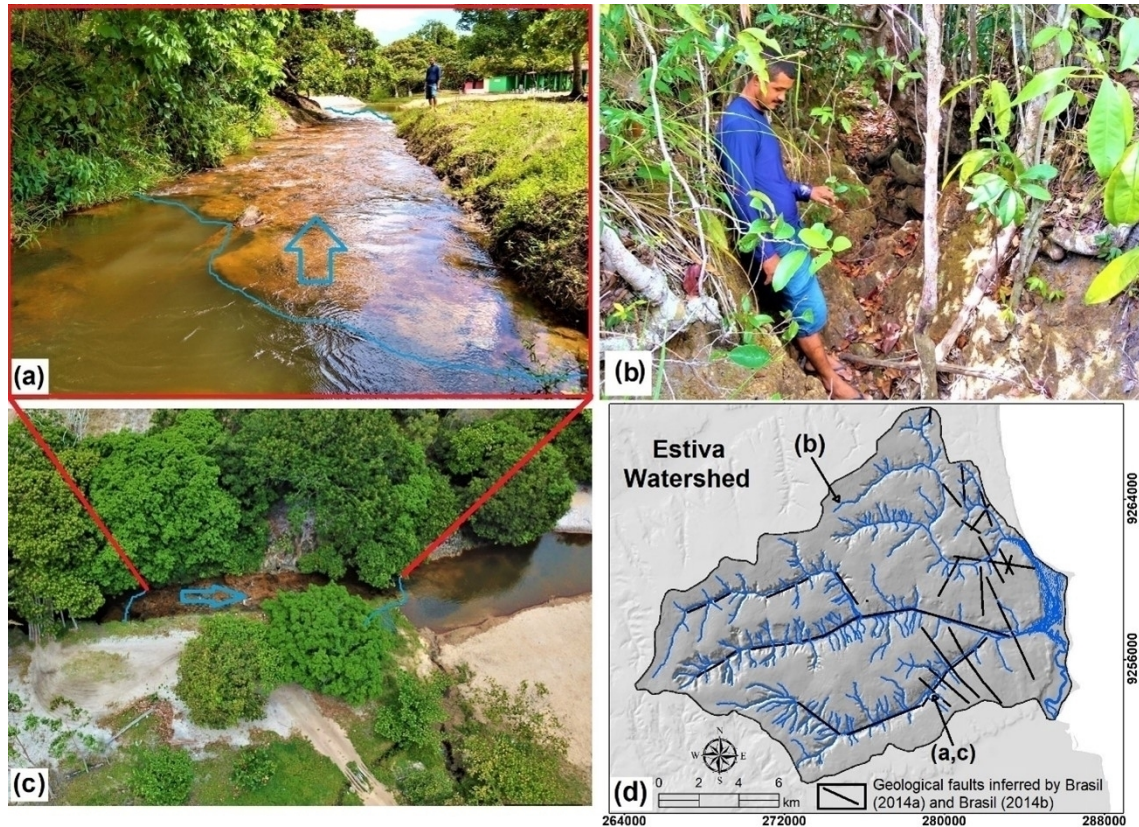 (a)
(b)
(c)
Estiva
Watershed
(b)
(a,c)
N
W E
S
0 2 4 6
km
Geological faults inferred by Brasil
(2014a) and Brasil (2014b)
(d)
9264000
9256000
264000 272000 280000 288000